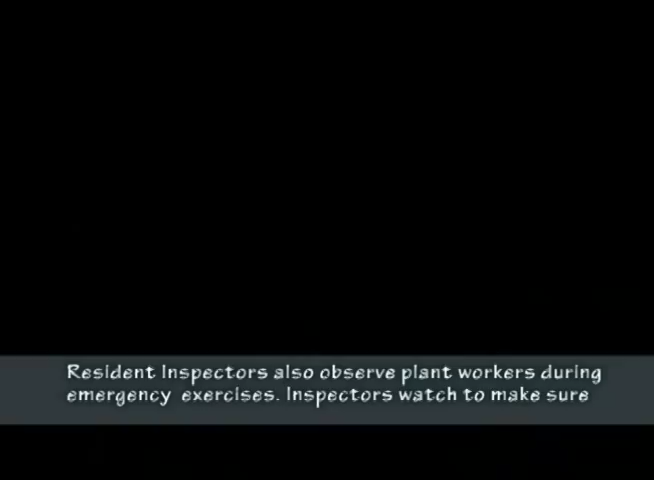 Resident Inspectors also observe plant workers during
emergency exercises. Inspectors watch to make sure